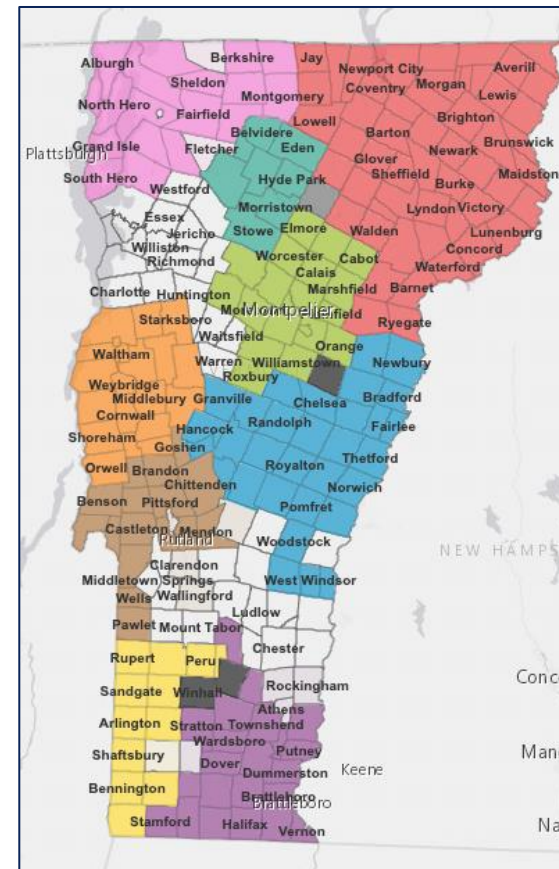 Alburgh
Berkshire
Jay
Newport City
Averill
Sheldon
Coventry
Morgan
Lewis
North Hero
Montgomery
Fairfield
Lowell
Brighton
Belvidere
Barton
Brunswick
Plattsburgh
Grand Isle
Fletcher
Eden
Glover
Newark
Sheffield
Maidston
South Hero
Westford
Hyde Park
Burke
Essex
Morristown
Lyndon
Victory
Jericho
Stowe
Elmore
Walden
Lunenburg
Williston
Worcester
Cabot
Concord
Richmond
Calais
Waterford
Charlotte
Huntington
Marshfield
Barnet
Montpelier
Starksboro
Ryegate
Waitsfield
Orange
Waltham
Warren
Williamstown
Newbury
Weybridge
Roxbury
Middlebury
Granville
Chelsea
Bradford
Cornwall
Hancock
Randolph
Fairlee
Shoreham
Goshen
Thetford
Orwell
Brandon
Royalton
Chittenden
Norwich
Benson
Pittsford
Pomfret
Castleton
Mendon
Woodstock
Rutland
NEW HAMPS
Clarendon
Middletown Springs
West Windsor
Wells
Wallingford
Ludlow
Pawlet
Mount Tabor
Chester
Rupert
Peru
Rockingham
Conc
Sandgate
Winhall
Athens
Arlington
Stratton
Townshend
Wardsboro
Putney
Man
Shaftsbury
Dover
Keene
Dummerston
Bennington
Brattleboro
Brattleboro
Stamford
Halifax
Vernon
Na